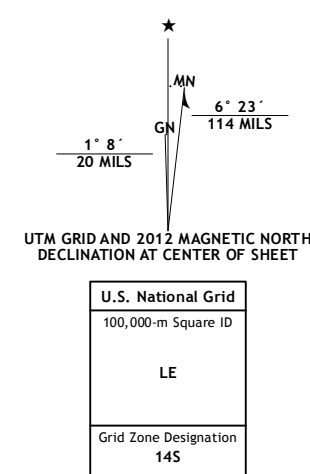 MN
GN
6° 23´
114 MILS
1° 8´
20 MILS
UTM GRID AND 2012 MAGNETIC NORTH
DECLINATION AT CENTER OF SHEET
U.S. National Grid
100,000-m Square ID
LE
Grid Zone Designation
14S